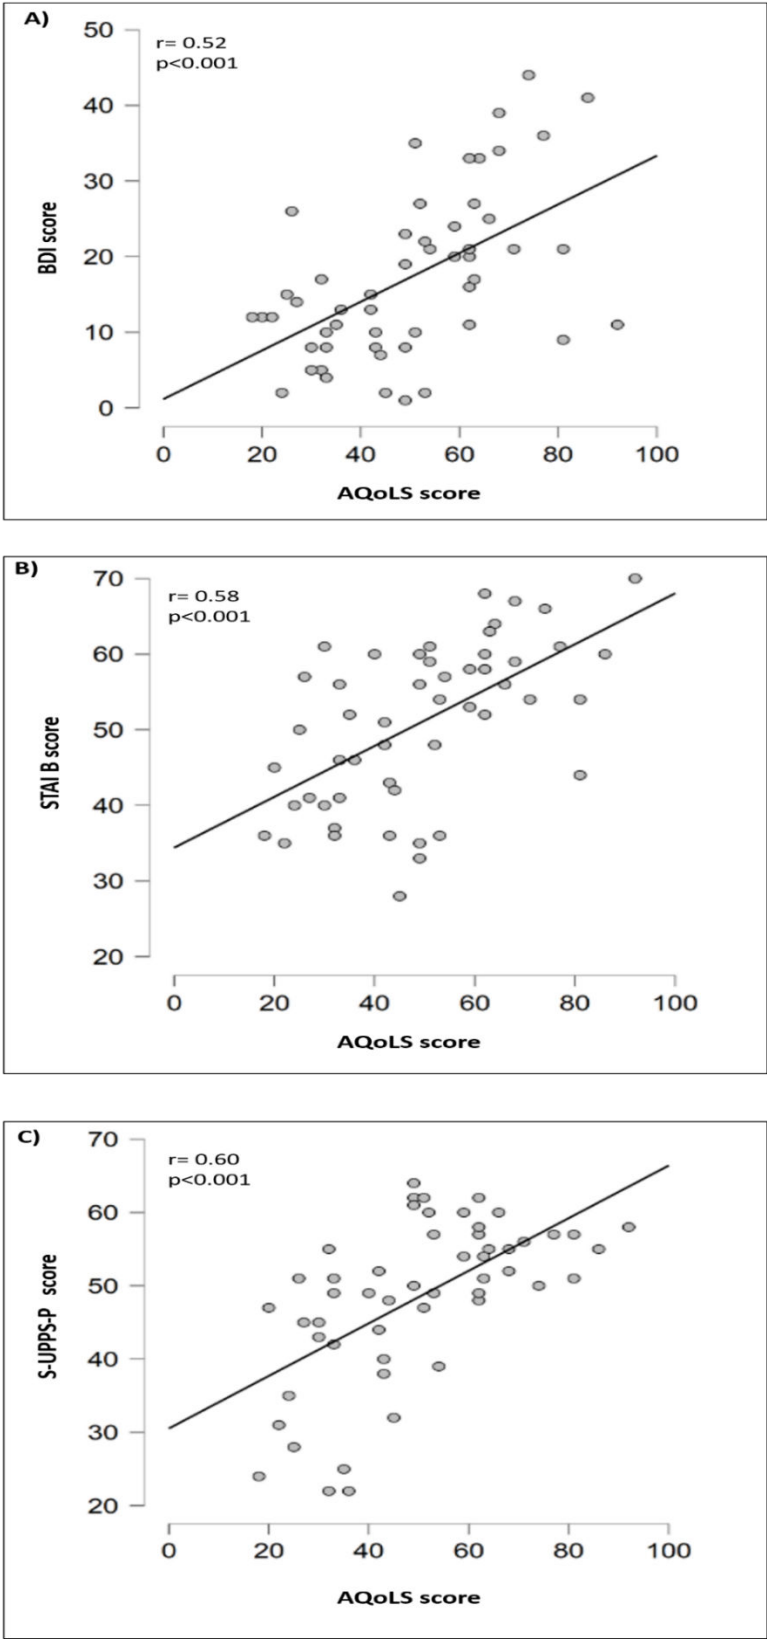 A)
r= 0.52
p<0.001
50
40
30
20
10
0
BDI score
0 20 40 60 80 100
AQoLS score
B)
r= 0.58
p<0.001
70
60
50
40
30
20
STAI B score
0 20 40 60 80 100
AQoLS score
C)
r= 0.60
p<0.001
70
60
50
40
30
20
S-UPPS-P score
0 20 40 60 80 100
AQoLS score